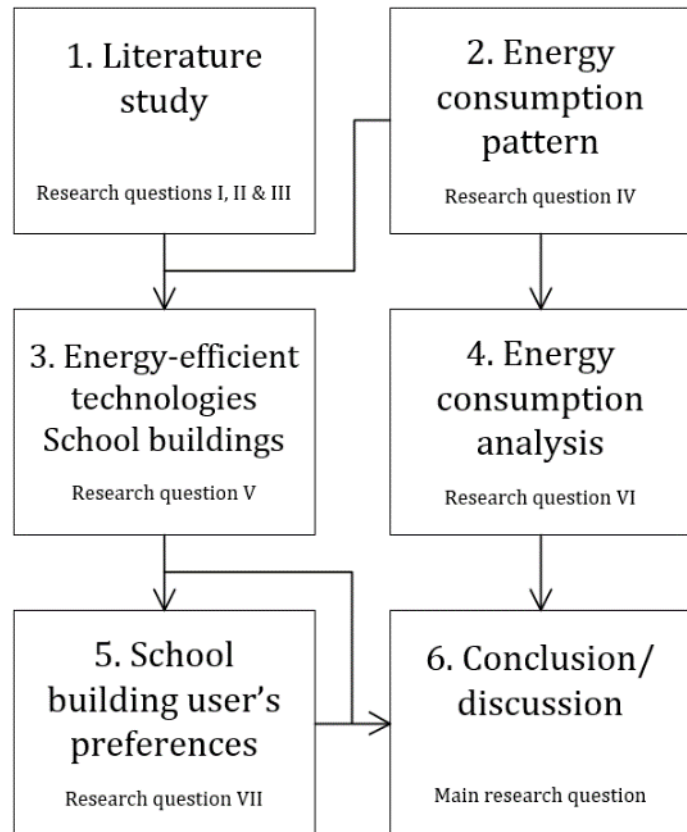 1. Literature
study
Research questions I, II & III
2. Energy
consumption
pattern
Research question IV
3. Energy-efficient
technologies
School buildings
Research question V
4. Energy
consumption
analysis
Research question VI
5. School
building user’s
preferences
Research question VII
6. Conclusion/
discussion
Main research question